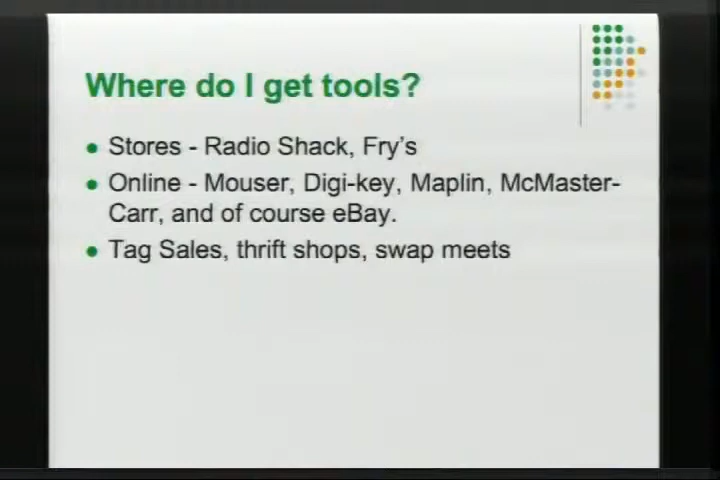 Where do I get tools?
● Stores - Radio Shack, Fry's
● Online - Mouser, Digi-key, Maplin, McMaster-
Carr, and of course eBay.
● Tag Sales, thrift shops, swap meets